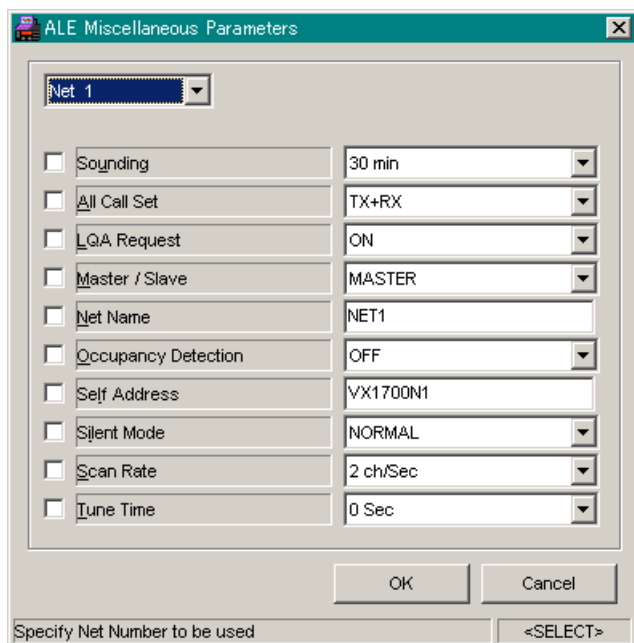 ALE Miscellaneous Parameters
Net 1
Sounding 30 min
All Call Set TX+RX
LQA Request ON
Master / Slave MASTER
Net Name NET1
Occupancy Detection OFF
Self Address VX1700N1
Silent Mode NORMAL
Scan Rate 2 ch/Sec
Tune Time 0 Sec
OK Cancel
Specify Net Number to be used <SELECT>